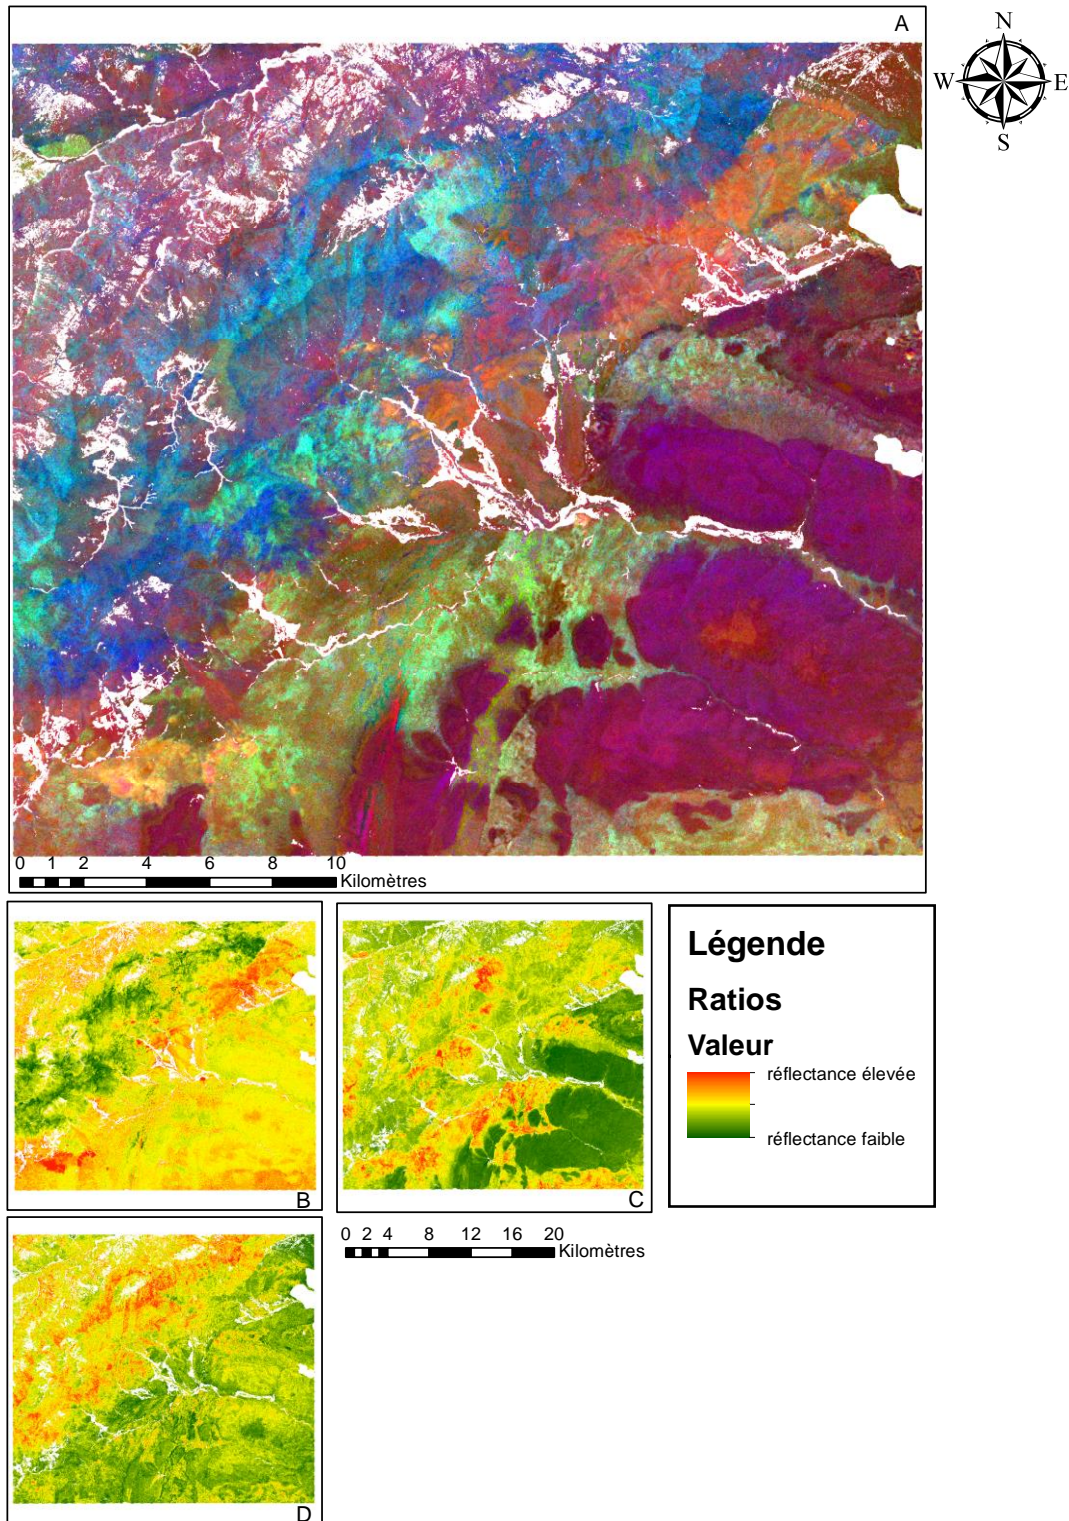 A
N
W E
S
0 1 2 4 6 8 10
Kilomètres
B
C
Légende
Ratios
Valeur
réflectance élevée
réflectance faible
0 2 4 8 12 16 20
Kilomètres
D